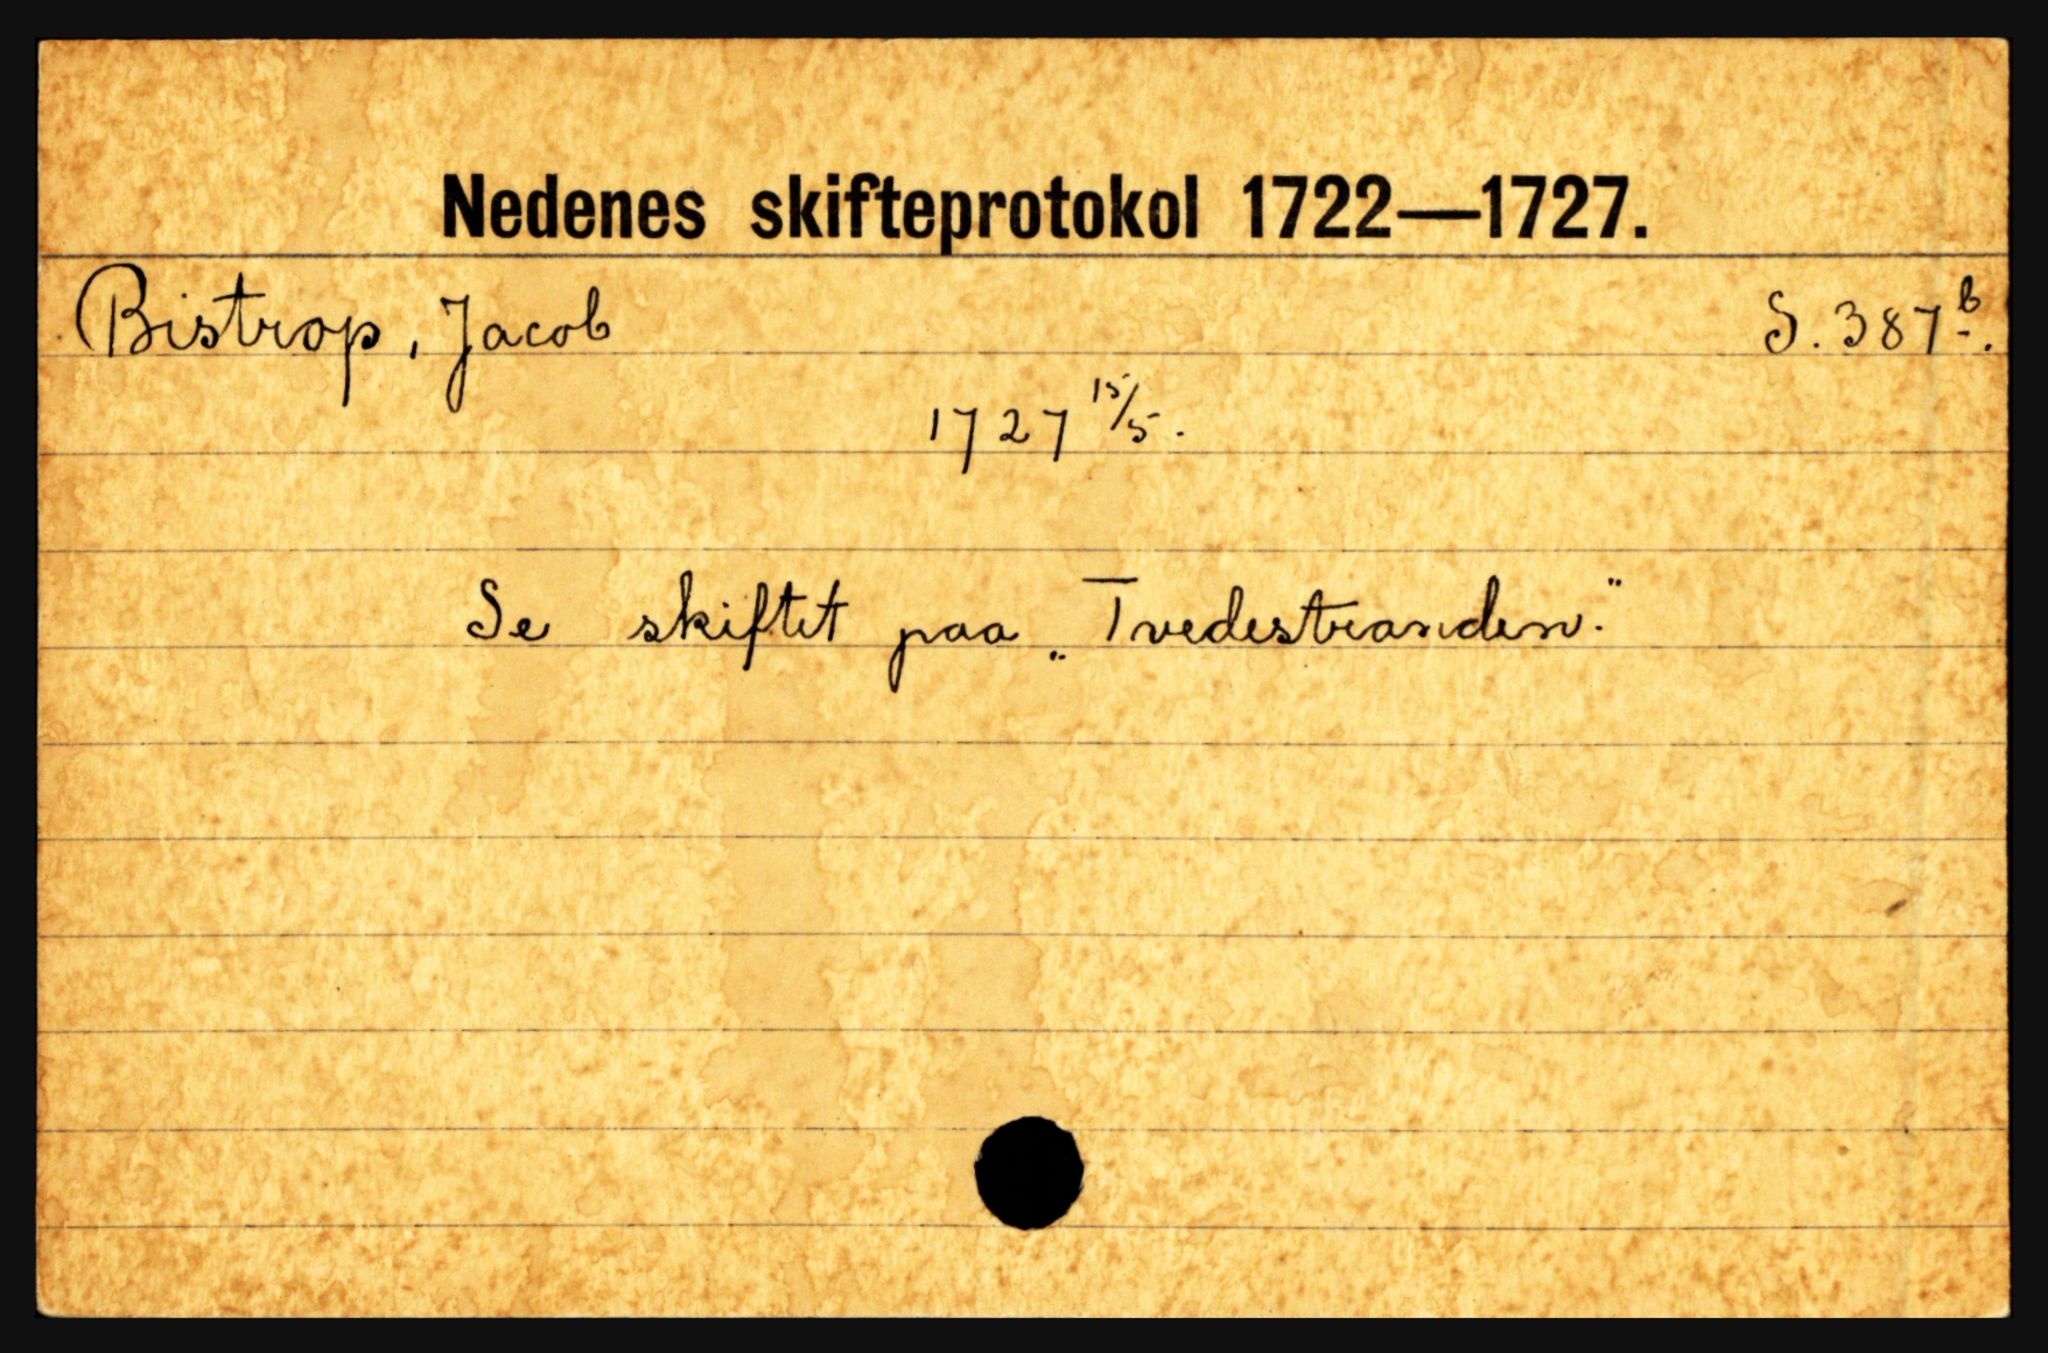 Nedenes skifteprotokol 1722—1727.
Bistrop, Jacob S. 387ᵇ.
1727 15/5.
Se skiftet paa „Tvedestranden."